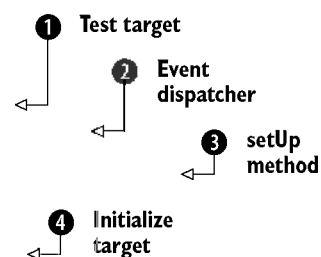 1 Test target
2 Event
dispatcher
3 setUp
method
4 Initialize
target